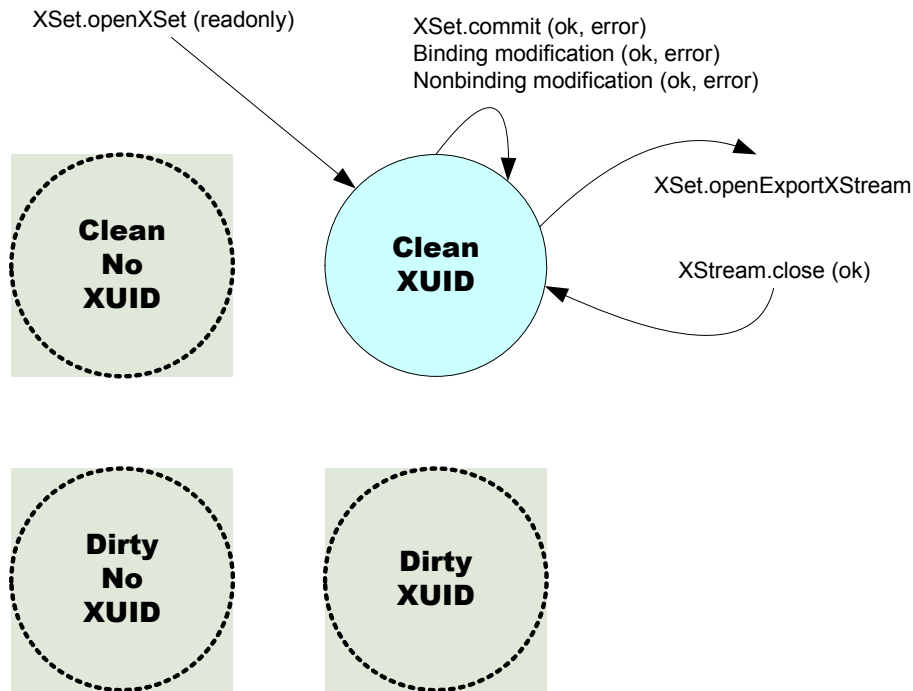 XSet.openXSet (readonly)
XSet.commit (ok, error)
Binding modification (ok, error)
Nonbinding modification (ok, error)
XSet.openExportXStream
Clean
No
XUID
Clean
XUID
XStream.close (ok)
Dirty
No
XUID
Dirty
XUID